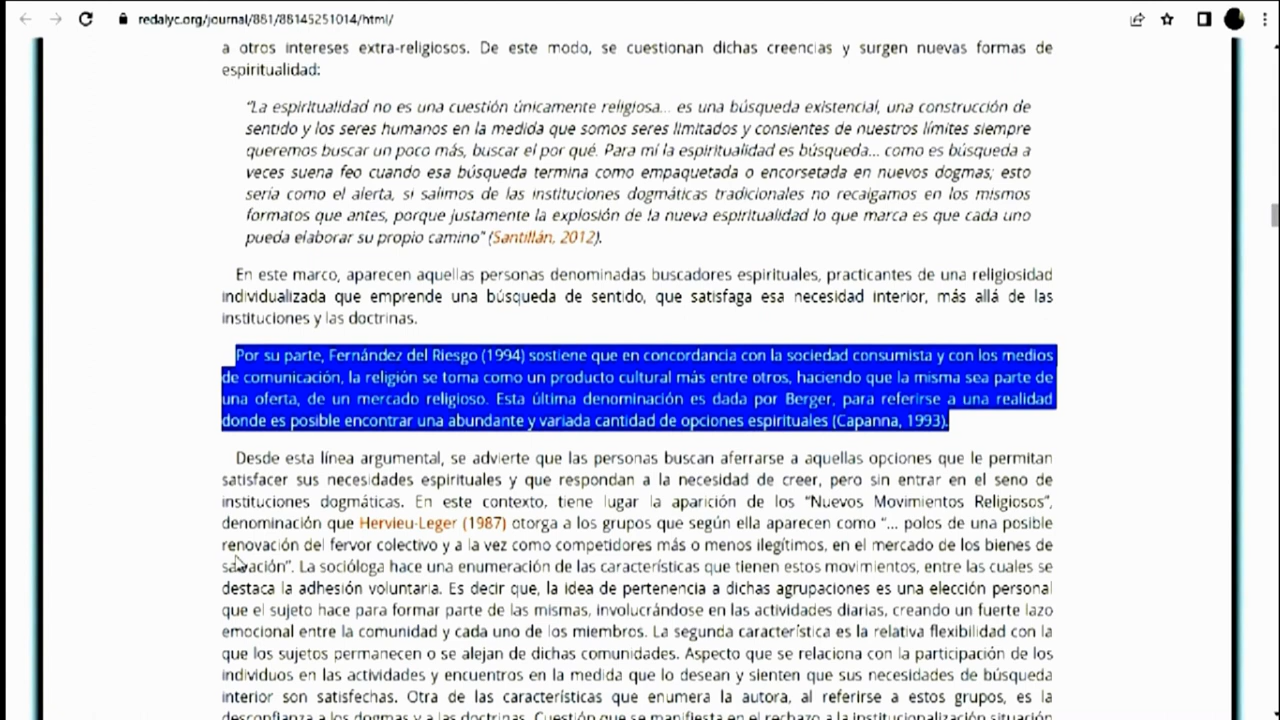 redalyc.org/journal/881/88145251014/html/
a otros intereses extra-religiosos. De este modo, se cuestionan dichas creencias y surgen nuevas formas de
espiritualidad:
"La espiritualidad no es una cuestión únicamente religiosa... es una búsqueda existencial, una construcción de
sentido y los seres humanos en la medida que somos seres limitados y consientes de nuestros límites siempre
queremos buscar un poco más, buscar el por qué. Para mí la espiritualidad es búsqueda... como es búsqueda a
veces suena feo cuando esa búsqueda termina como empaquetada o encorsetada en nuevos dogmas; esto
sería como el alerta, si salimos de las instituciones dogmáticas tradicionales no recaigamos en los mismos
formatos que antes, porque justamente la explosión de la nueva espiritualidad lo que marca es que cada uno
pueda elaborar su propio camino" (Santillán, 2012).
En este marco, aparecen aquellas personas denominadas buscadores espirituales, practicantes de una religiosidad
individualizada que emprende una búsqueda de sentido, que satisfaga esa necesidad interior, más allá de las
instituciones y las doctrinas.
Por su parte, Fernández del Riesgo (1994) sostiene que en concordancia con la sociedad consumista y con los medios
de comunicación, la religión se toma como un producto cultural más entre otros, haciendo que la misma sea parte de
una oferta, de un mercado religioso. Esta última denominación es dada por Berger, para referirse a una realidad
donde es posible encontrar una abundante y variada cantidad de opciones espirituales (Capanna, 1993).
Desde esta línea argumental, se advierte que las personas buscan aferrarse a aquellas opciones que le permitan
satisfacer sus necesidades espirituales y que respondan a la necesidad de creer, pero sin entrar en el seno de
instituciones dogmáticas. En este contexto, tiene lugar la aparición de los "Nuevos Movimientos Religiosos",
denominación que Hervieu-Leger (1987) otorga a los grupos que según ella aparecen como "... polos de una posible
renovación del fervor colectivo y a la vez como competidores más o menos ilegítimos, en el mercado de los bienes de
salvación". La socióloga hace una enumeración de las características que tienen estos movimientos, entre las cuales se
destaca la adhesión voluntaria. Es decir que, la idea de pertenencia a dichas agrupaciones es una elección personal
que el sujeto hace para formar parte de las mismas, involucrándose en las actividades diarias, creando un fuerte lazo
emocional entre la comunidad y cada uno de los miembros. La segunda característica es la relativa flexibilidad con la
que los sujetos permanecen o se alejan de dichas comunidades. Aspecto que se relaciona con la participación de los
individuos en las actividades y encuentros en la medida que lo desean y sienten que sus necesidades de búsqueda
interior son satisfechas. Otra de las características que enumera la autora, al referirse a estos grupos, es la
desconfianza a los dogmas y a las doctrinas. Cuestión que se manifiesta en el rechazo a la institucionalización situación